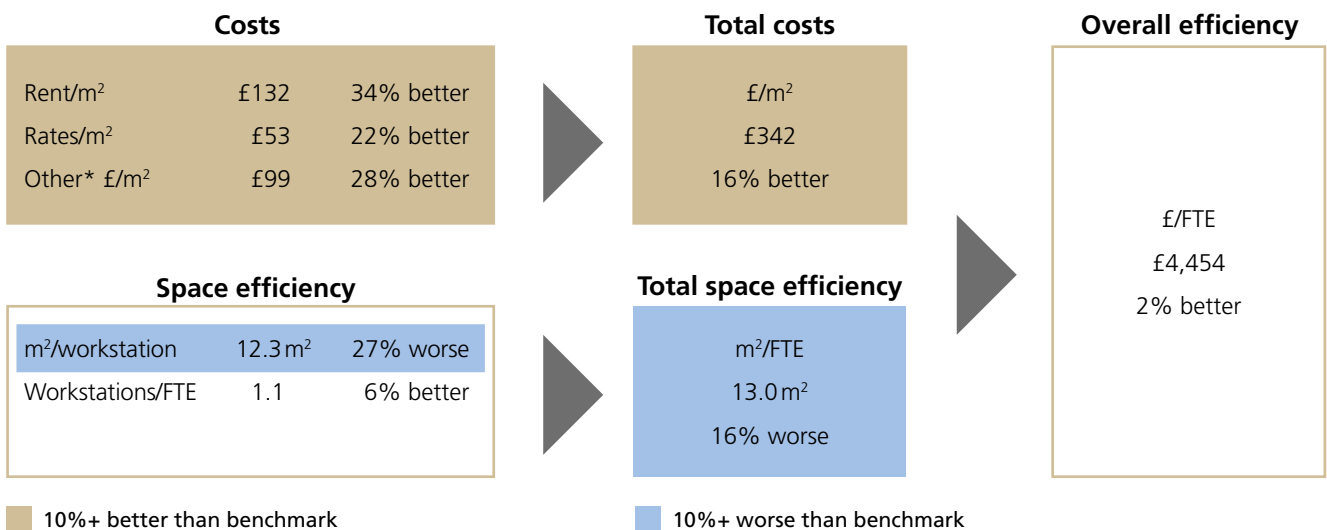 Costs
Rent/m² £132 34% better
Rates/m² £53 22% better
Other* £/m² £99 28% better
Total costs
£/m²
£342
16% better
Space efficiency
m²/workstation 12.3 m² 27% worse
Workstations/FTE 1.1 6% better
Total space efficiency
m²/FTE
13.0 m²
16% worse
Overall efficiency
£/FTE
£4,454
2% better
10%+ better than benchmark
10%+ worse than benchmark